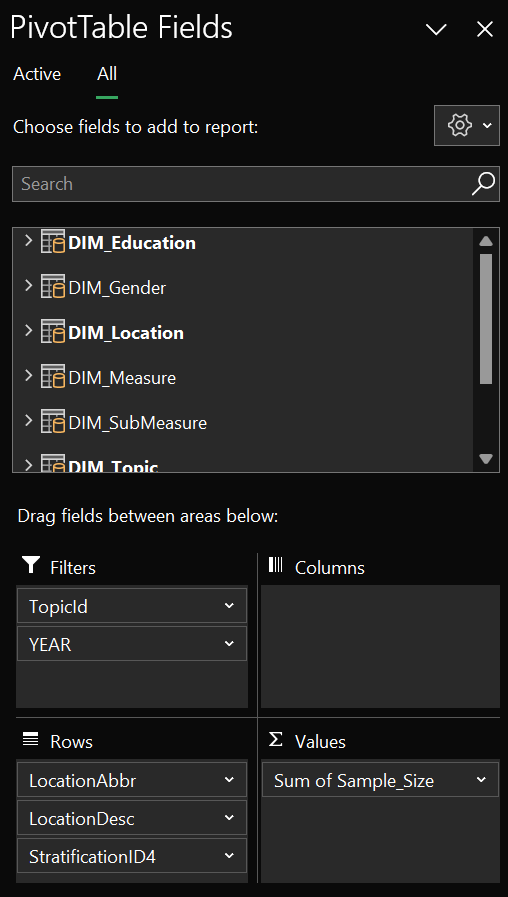 PivotTable Fields
Active All
Choose fields to add to report:
Search
DIM_Education
DIM_Gender
DIM_Location
DIM_Measure
DIM_SubMeasure
DIM_Topic
Drag fields between areas below:
Filters
TopicId
YEAR
Columns
Rows
LocationAbbr
LocationDesc
StratificationID4
Σ Values
Sum of Sample_Size